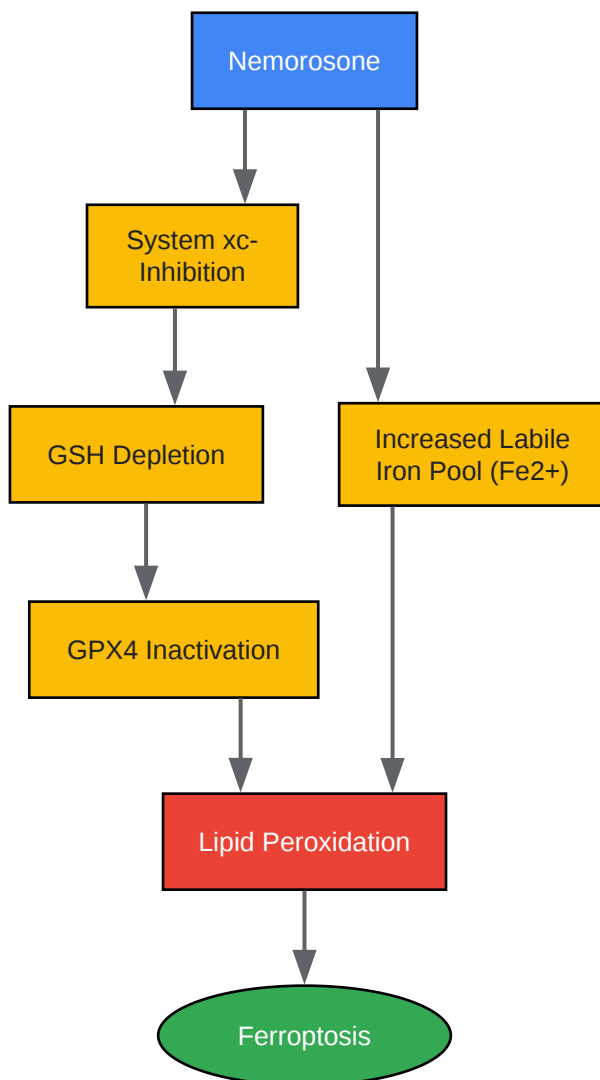 Nemorosone
System xc-
Inhibition
GSH Depletion
Increased Labile
Iron Pool (Fe2+)
GPX4 Inactivation
Lipid Peroxidation
Ferroptosis